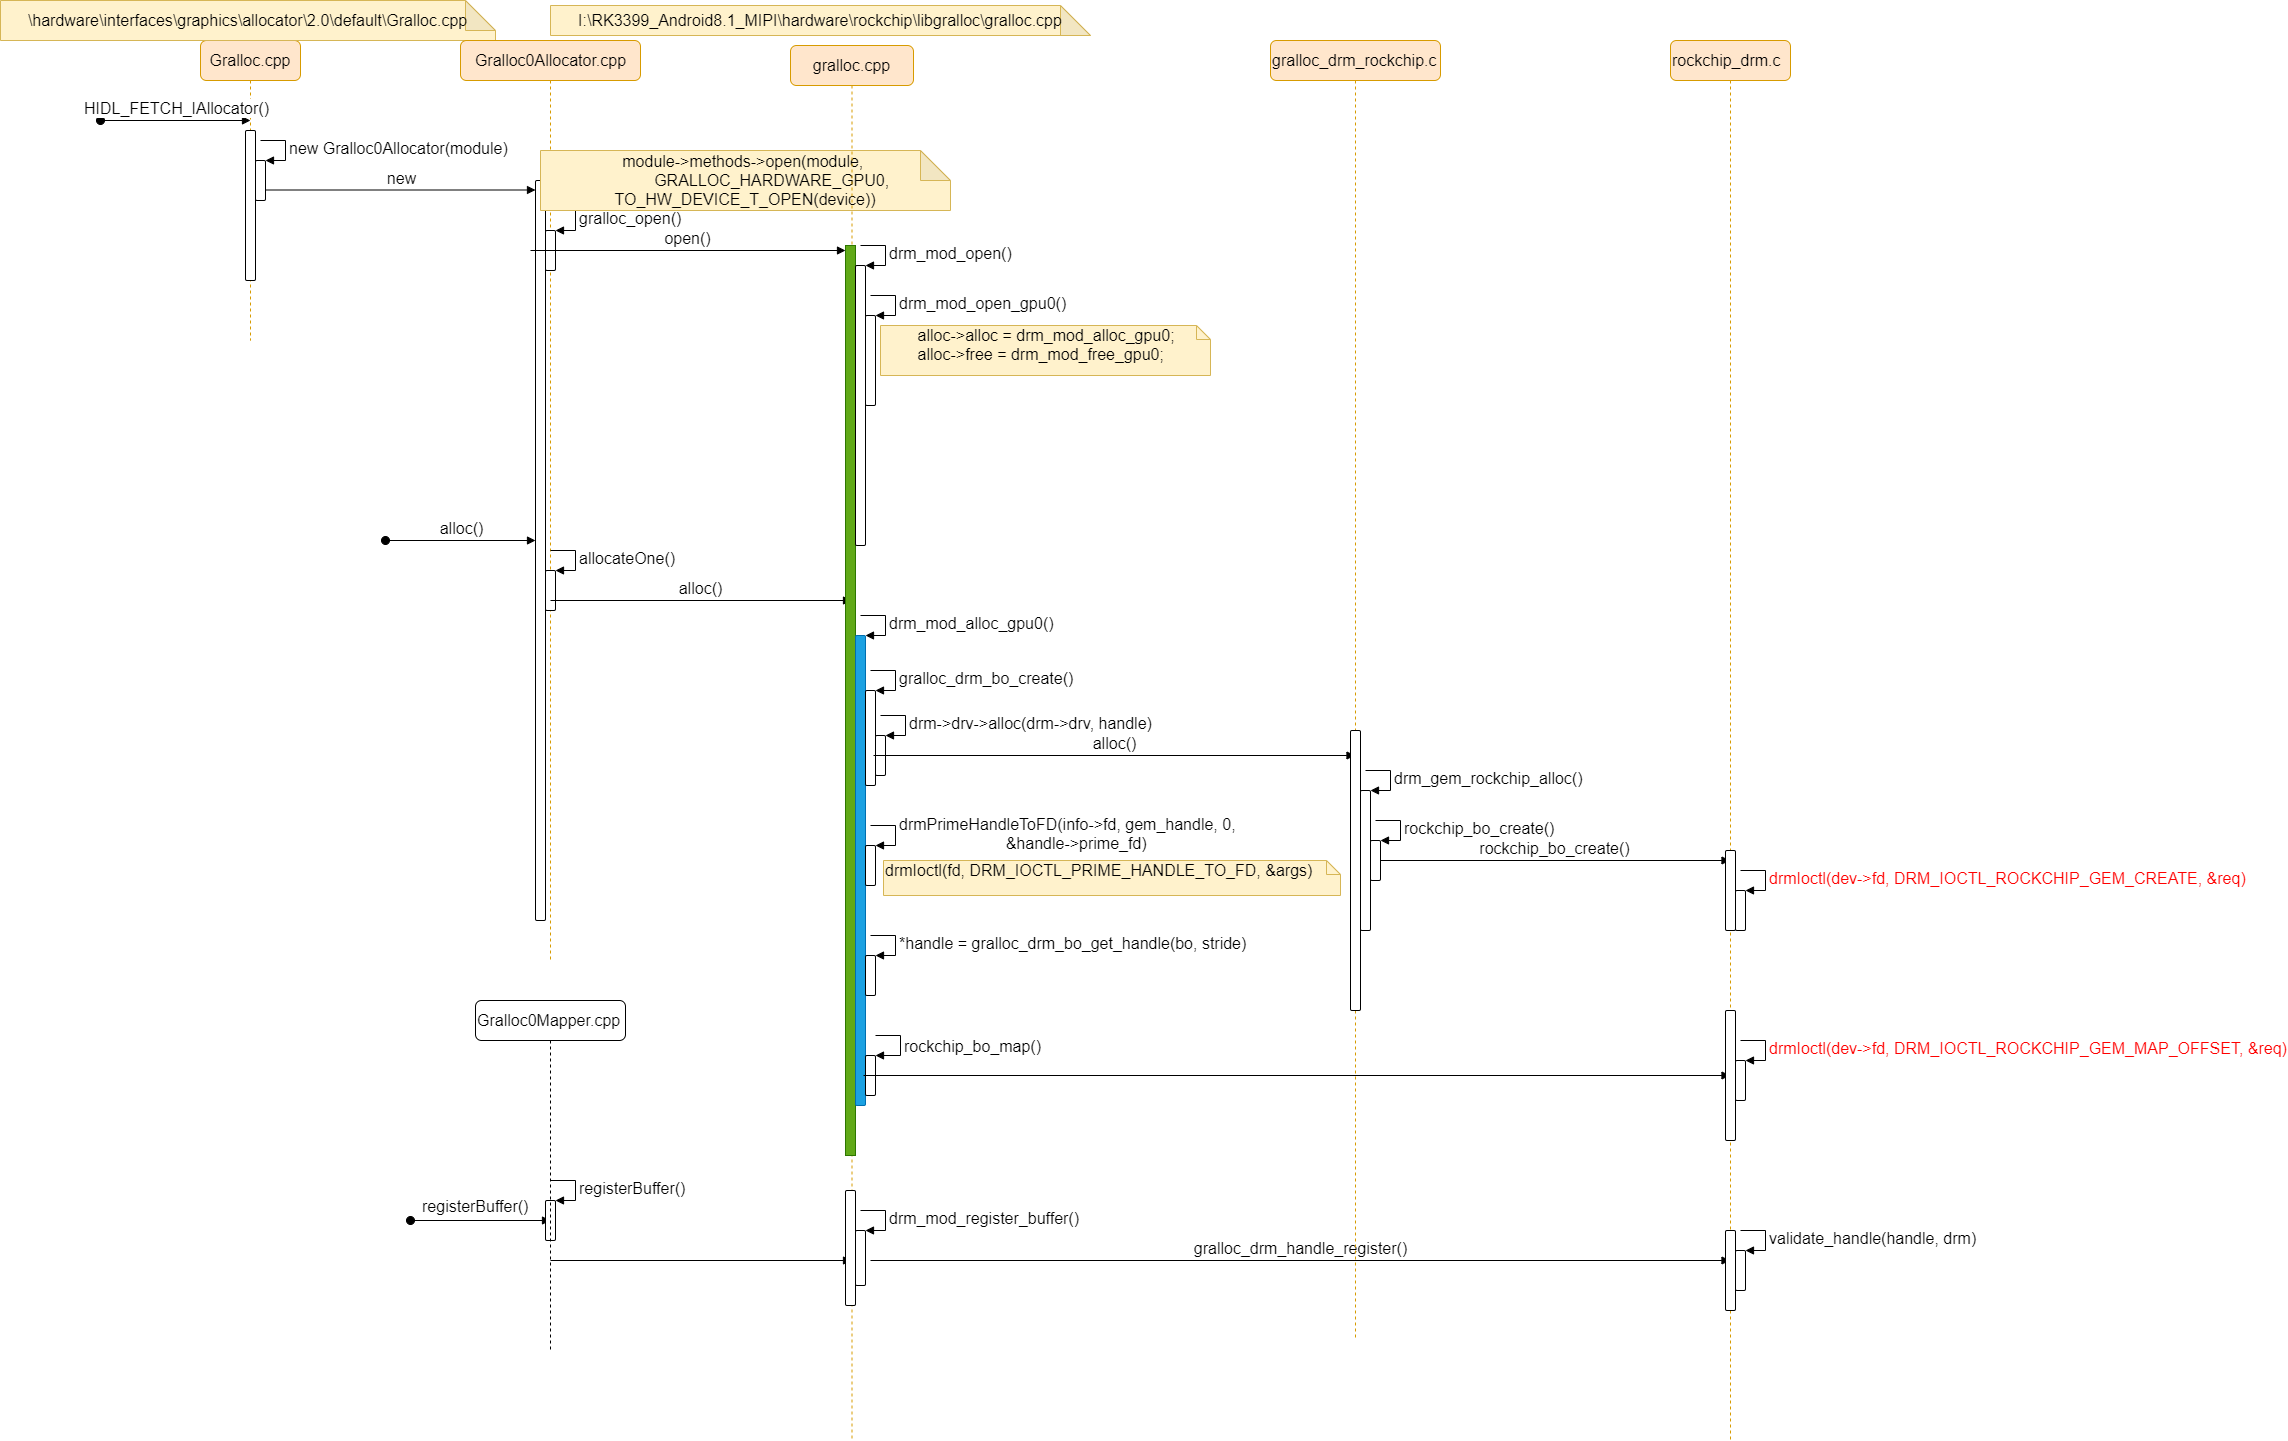 \hardware\interfaces\graphics\allocator\2.0\default\Gralloc.cpp
I:\RK3399_Android8.1_MIPI\hardware\rockchip\libgralloc\gralloc.cpp
Gralloc.cpp
Gralloc0Allocator.cpp
gralloc.cpp
gralloc_drm_rockchip.c
rockchip_drm.c
HIDL_FETCH_IAllocator()
new Gralloc0Allocator(module)
new
module->methods->open(module,
GRALLOC_HARDWARE_GPU0,
TO_HW_DEVICE_T_OPEN(device))
gralloc_open()
open()
drm_mod_open()
drm_mod_open_gpu0()
alloc->alloc = drm_mod_alloc_gpu0;
alloc->free = drm_mod_free_gpu0;
alloc()
allocateOne()
alloc()
drm_mod_alloc_gpu0()
gralloc_drm_bo_create()
drm->drv->alloc(drm->drv, handle)
alloc()
drm_gem_rockchip_alloc()
drmPrimeHandleToFD(info->fd, gem_handle, 0,
&handle->prime_fd)
rockchip_bo_create()
rockchip_bo_create()
drmIoctl(fd, DRM_IOCTL_PRIME_HANDLE_TO_FD, &args)
drmIoctl(dev->fd, DRM_IOCTL_ROCKCHIP_GEM_CREATE, &req)
*handle = gralloc_drm_bo_get_handle(bo, stride)
Gralloc0Mapper.cpp
rockchip_bo_map()
drmIoctl(dev->fd, DRM_IOCTL_ROCKCHIP_GEM_MAP_OFFSET, &req)
registerBuffer()
registerBuffer()
drm_mod_register_buffer()
gralloc_drm_handle_register()
validate_handle(handle, drm)